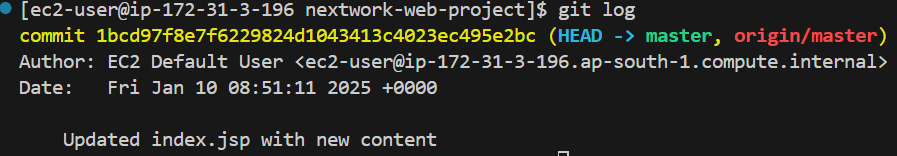 [ec2-user@ip-172-31-3-196 nextwork-web-project]$ git log
commit 1bcd97f8e7f6229824d1043413c4023ec495e2bc (HEAD -> master, origin/master)
Author: EC2 Default User <ec2-user@ip-172-31-3-196.ap-south-1.compute.internal>
Date:   Fri Jan 10 08:51:11 2025 +0000
    Updated index.jsp with new content